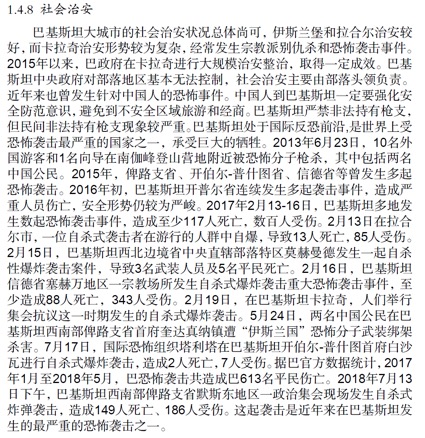 1.4.8 社会治安
巴基斯坦大城市的社会治安状况总体尚可，伊斯兰堡和拉合尔治安较
好，而卡拉奇治安形势较为复杂，经常发生宗教派别仇杀和恐怖袭击事件。
2015年以来，巴政府在卡拉奇进行大规模治安整治，取得一定成效。巴基斯
坦中央政府对部落地区基本无法控制，社会治安主要由部落头领负责。
近年来也曾发生针对中国人的恐怖事件。中国人到巴基斯坦一定要强化安
全防范意识，避免到不安全区域旅游和经商。巴基斯坦严禁非法持有枪支，
但民间非法持有枪支现象较严重。巴基斯坦处于国际反恐前沿，是世界上受
恐怖袭击最严重的国家之一，承受巨大的牺牲。2013年6月23日，10名外
国游客和1名向导在南伽峰登山营地附近被恐怖分子枪杀，其中包括两名
中国公民。2015年，俾路支省、开伯尔-普什图省、信德省等曾发生多起
恐怖袭击。2016年初，巴基斯坦开普尔省连续发生多起袭击事件，造成严
重人员伤亡，安全形势仍较为严峻。2017年2月13-16日，巴基斯坦多地发
生数起恐怖袭击事件，造成至少117人死亡，数百人受伤。2月13日在拉合
尔市，一位自杀式袭击者在游行的人群中自爆，导致13人死亡，85人受伤。
2月15日，巴基斯坦西北边境省中央直辖部落特区莫赫曼德发生一起自杀
性爆炸袭击案件，导致3名武装人员及5名平民死亡。2月16日，巴基斯坦
信德省塞赫万地区一宗教场所发生自杀式爆炸袭击重大恐怖袭击事件，至
少造成88人死亡，343人受伤。2月19日，在巴基斯坦卡拉奇，人们举行
集会抗议这一时期发生的自杀式爆炸袭击。5月24日，两名中国公民在巴
基斯坦西南部俾路支省首府奎达真纳镇遭“伊斯兰国”恐怖分子武装绑架
杀害。7月17日，国际恐怖组织塔利塔在巴基斯坦开伯尔-普什图首府白沙
瓦进行自杀式爆炸袭击，造成2人死亡，7人受伤。据巴官方数据统计，2017
年1月至2018年5月，巴恐怖袭击共造成巴613名平民伤亡。2018年7月13
日下午，巴基斯坦西南部俾路支省默斯东地区一政治集会现场发生自杀式
炸弹袭击，造成149人死亡、186人受伤。这起袭击是近年来在巴基斯坦发
生的最严重的恐怖袭击之一。